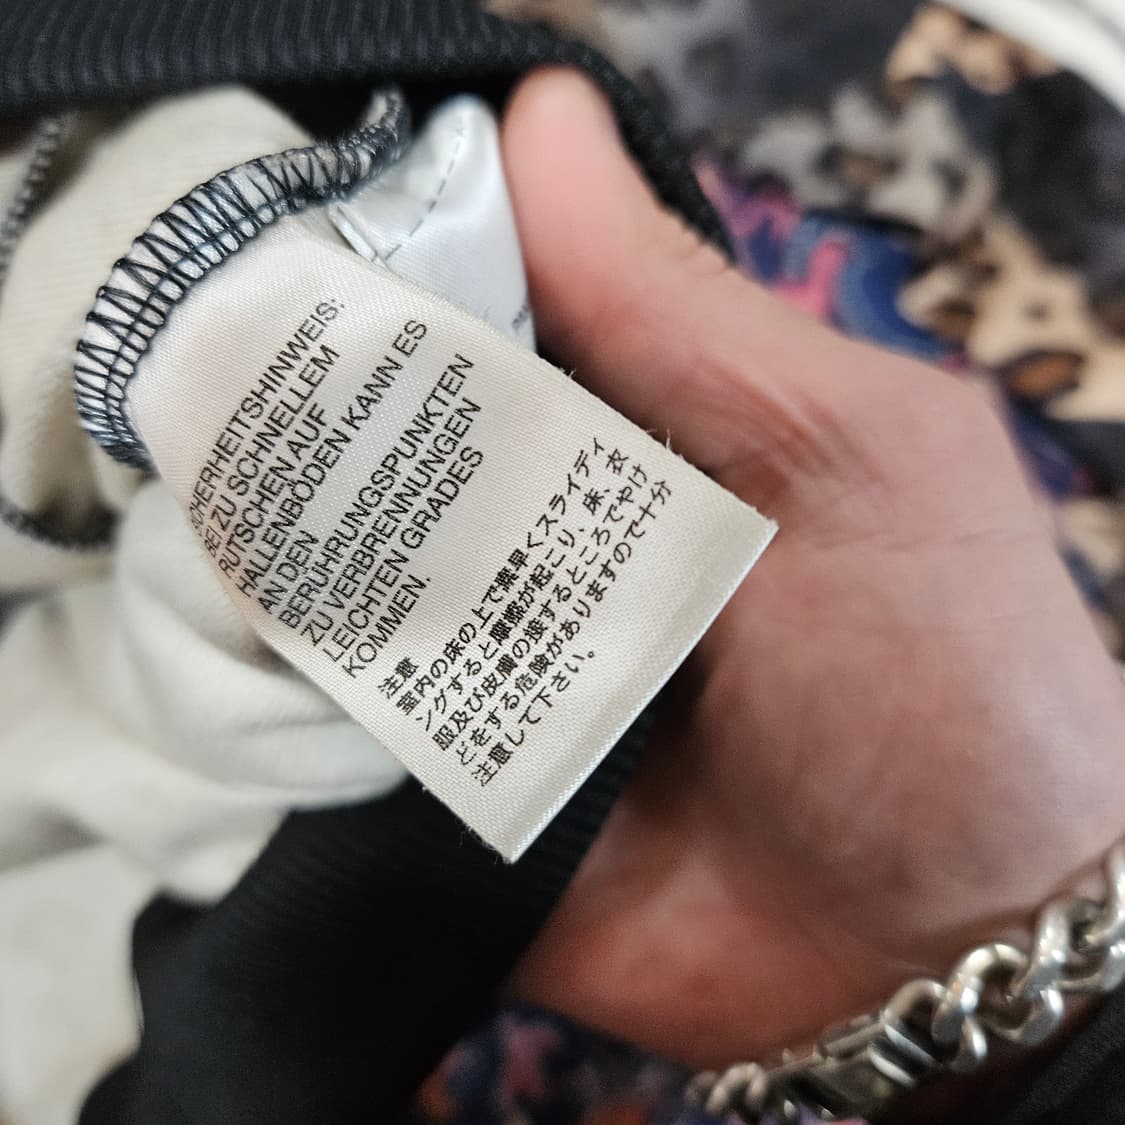 SICHERHEITSHINWEIS:
BEI ZU SCHNELLEM
RUTSCHEN AUF
HALLENBÖDEN KANN ES
AN DEN
BERÜHRUNGSPUNKTEN
ZU VERBRENNUNGEN
LEICHTEN GRADES
KOMMEN.
注意
室内の床の上で素早くスライディ
ングすると摩擦が起こり、床、衣
服及び皮膚の接するところでやけ
どをする危険がありますので十分
注意して下さい。